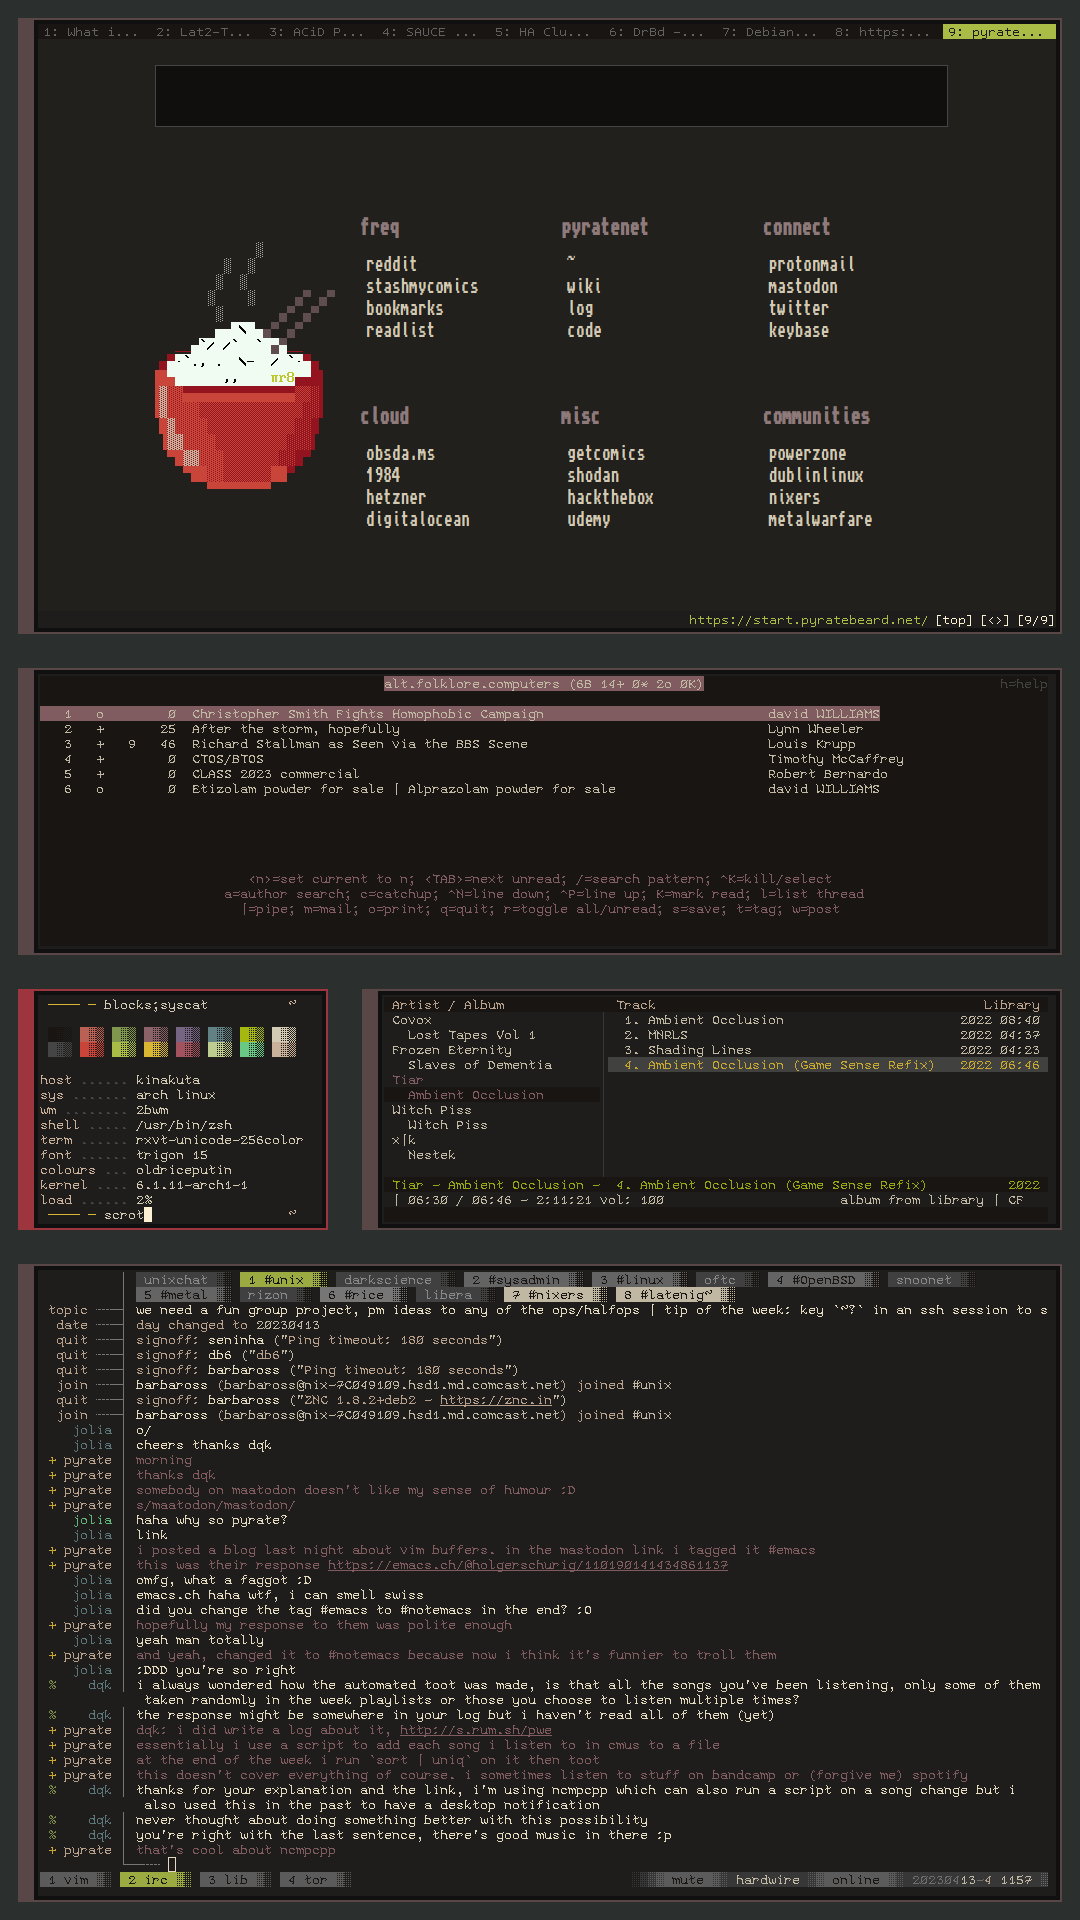 1: What i... 2: Lat2-T... 3: ACiD P... 4: SAUCE ... 5: HA Clu... 6: DrBd -... 7: Debian... 8: https:... 9: pyrate...
freq pyratenet connect
reddit ~ protonmail
stashmycomics wiki mastodon
bookmarks log twitter
readlist code keybase
πr8
cloud misc communities
obsda.ms getcomics powerzone
1984 shodan dublinlinux
hetzner hackthebox nixers
digitalocean udemy metalwarfare
https://start.pyratebeard.net/ [top] [<>] [9/9]
alt.folklore.computers (6B 14+ 0* 2o 0K) h=help
1 o 0 Christopher Smith Fights Homophobic Campaign david WILLIAMS
2 + 25 After the storm, hopefully Lynn Wheeler
3 + 9 46 Richard Stallman as Seen via the BBS Scene Louis Krupp
4 + 0 CTOS/BTOS Timothy McCaffrey
5 + 0 CLASS 2023 commercial Robert Bernardo
6 o 0 Etizolam powder for sale | Alprazolam powder for sale david WILLIAMS
<n>=set current to n; <TAB>=next unread; /=search pattern; ^K=kill/select
a=author search; c=catchup; ^N=line down; ^P=line up; K=mark read; l=list thread
|=pipe; m=mail; o=print; q=quit; r=toggle all/unread; s=save; t=tag; w=post
blocks;syscat ~
host ...... kinakuta
sys ....... arch linux
wm ........ 2bwm
shell ..... /usr/bin/zsh
term ...... rxvt-unicode-256color
font ...... trigon 15
colours ... oldriceputin
kernel .... 6.1.11-arch1-1
load ...... 2%
scrot ~
Artist / Album Track Library
Covox 1. Ambient Occlusion 2022 08:40
Lost Tapes Vol 1 2. MNRLS 2022 04:37
Frozen Eternity 3. Shading Lines 2022 04:23
Slaves of Dementia 4. Ambient Occlusion (Game Sense Refix) 2022 06:46
Tiar
Ambient Occlusion
Witch Piss
Witch Piss
x|k
Nestek
Tiar - Ambient Occlusion - 4. Ambient Occlusion (Game Sense Refix) 2022
| 06:30 / 06:46 - 2:11:21 vol: 100 album from library | CF
unixchat 1 #unix darkscience 2 #sysadmin 3 #linux oftc 4 #OpenBSD snoonet
5 #metal rizon 6 #rice libera 7 #nixers 8 #latenig~
topic we need a fun group project, pm ideas to any of the ops/halfops | tip of the week: key `~?` in an ssh session to s
date day changed to 20230413
quit signoff: seninha ("Ping timeout: 180 seconds")
quit signoff: db6 ("db6")
quit signoff: barbaross ("Ping timeout: 180 seconds")
join barbaross (barbaross@nix-7C049109.hsd1.md.comcast.net) joined #unix
quit signoff: barbaross ("ZNC 1.8.2+deb2 - https://znc.in")
join barbaross (barbaross@nix-7C049109.hsd1.md.comcast.net) joined #unix
jolia o/
jolia cheers thanks dqk
+ pyrate morning
+ pyrate thanks dqk
+ pyrate somebody on maatodon doesn't like my sense of humour :D
+ pyrate s/maatodon/mastodon/
jolia haha why so pyrate?
jolia link
+ pyrate i posted a blog last night about vim buffers. in the mastodon link i tagged it #emacs
+ pyrate this was their response https://emacs.ch/@holgerschurig/110190141434861137
jolia omfg, what a faggot :D
jolia emacs.ch haha wtf, i can smell swiss
jolia did you change the tag #emacs to #notemacs in the end? :O
+ pyrate hopefully my response to them was polite enough
jolia yeah man totally
+ pyrate and yeah, changed it to #notemacs because now i think it's funnier to troll them
jolia :DDD you're so right
% dqk i always wondered how the automated toot was made, is that all the songs you've been listening, only some of them
taken randomly in the week playlists or those you choose to listen multiple times?
% dqk the response might be somewhere in your log but i haven't read all of them (yet)
+ pyrate dqk: i did write a log about it, http://s.rum.sh/pwe
+ pyrate essentially i use a script to add each song i listen to in cmus to a file
+ pyrate at the end of the week i run `sort | uniq` on it then toot
+ pyrate this doesn't cover everything of course. i sometimes listen to stuff on bandcamp or (forgive me) spotify
% dqk thanks for your explanation and the link, i'm using ncmpcpp which can also run a script on a song change but i
also used this in the past to have a desktop notification
% dqk never thought about doing something better with this possibility
% dqk you're right with the last sentence, there's good music in there :p
+ pyrate that's cool about ncmpcpp
1 vim 2 irc 3 lib 4 tor mute hardwire online 20230413-4 1157